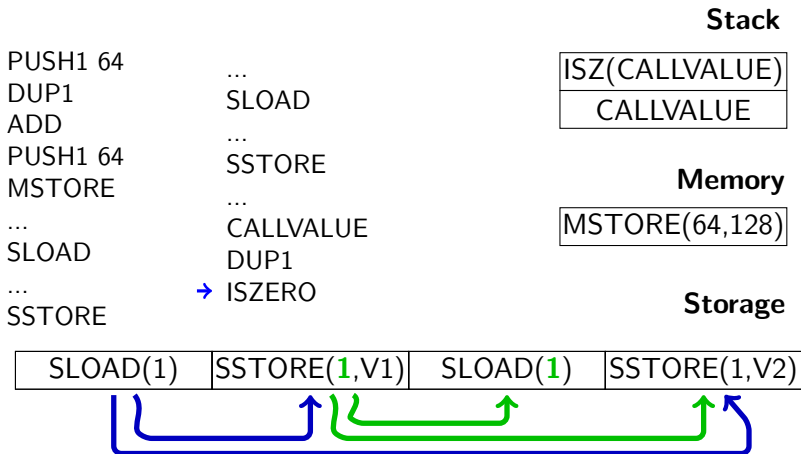 PUSH1 64
DUP1
ADD
PUSH1 64
MSTORE
...
SLOAD
...
SSTORE
...
SLOAD
...
SSTORE
...
CALLVALUE
DUP1
ISZERO
Stack
ISZ(CALLVALUE)
CALLVALUE
Memory
MSTORE(64,128)
Storage
SLOAD(1) SSTORE(1,V1) SLOAD(1) SSTORE(1,V2)